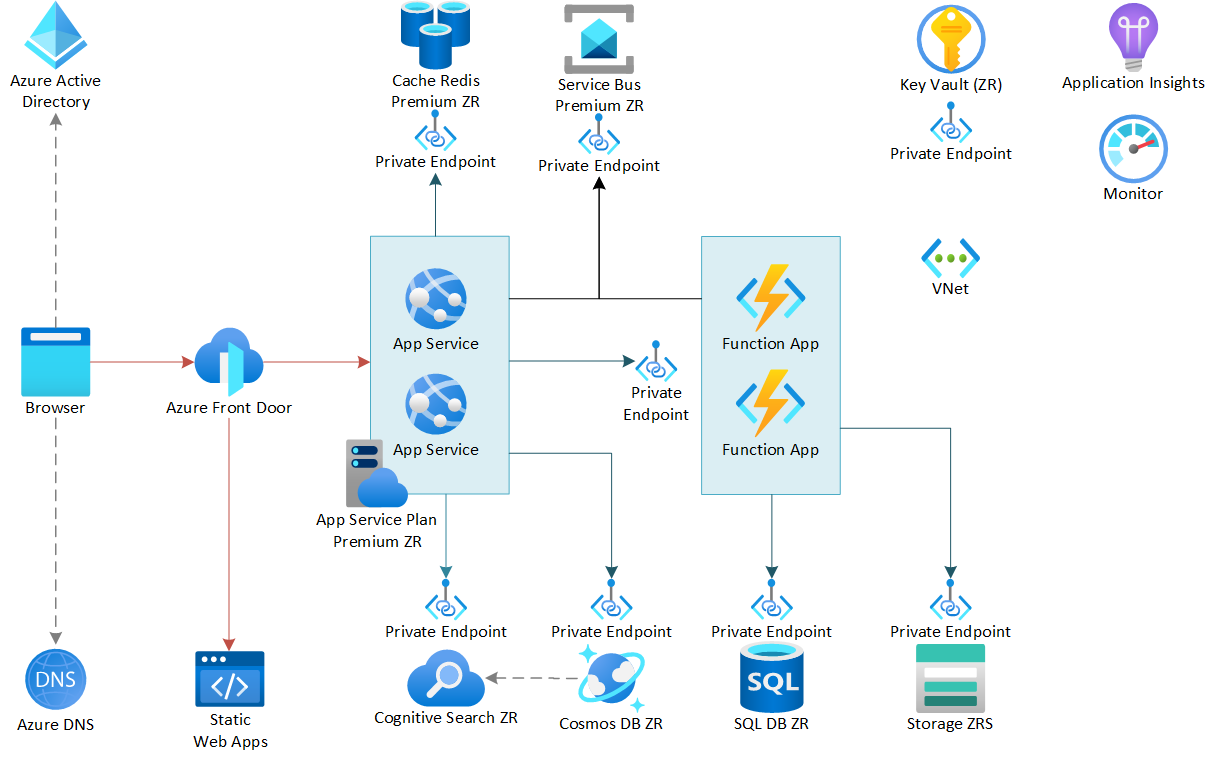 Azure Active
Directory
Cache Redis
Premium ZR
Service Bus
Premium ZR
Key Vault (ZR)
Application Insights
Private Endpoint
Private Endpoint
Private Endpoint
Monitor
App Service
Function App
VNet
Browser
Azure Front Door
Private
Endpoint
App Service
Function App
App Service Plan
Premium ZR
Private Endpoint
Private Endpoint
Private Endpoint
Private Endpoint
DNS
Azure DNS
</>
Static
Web Apps
Cognitive Search ZR
Cosmos DB ZR
SQL
SQL DB ZR
Storage ZRS